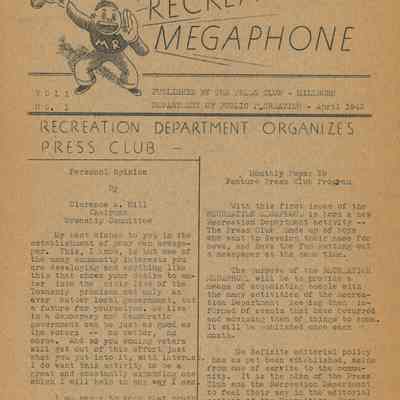 RECREA
MEGAPHONE
M R
VOL 1
NO. 1
PUBLISHED BY THE PRESS CLUB - MILLBURN
DEPARTMENT OF PUBLIC RECREATION - April 1942
RECREATION DEPARTMENT ORGANIZES
PRESS CLUB -
Personal Opinion
By
Clarence A. Hill
Chairman
Township Committee
My best wishes to you in the
establishment of your own newspa-
per. This, I know, is but one of
the many community interests you
are developing and anything like
this that shows your desire to en-
ter into the civic life of the
Township promises not only an
even better local government, but
a future for yourselves. We live
in a democracy and democratic
government can be just as good as
the voters -- no better, no
worse. And so you coming voters
will get out of this effort just
what you put into it, with interest.
I do want this activity to be a
great and constantly expanding one
which I will help in any way I can.
Monthly Paper To
Feature Press Club Program
With this first issue of the
RECREATION MEGAPHONE, is born a new
Recreation Department activity --
The Press Club made up of boys
who want to develop their nose for
news, and have the fun putting out
a newspaper at the same time.
The purpose of the RECREATION
MEGAPHONE will be to provide a
means of acquainting people with
the many activities of the Recrea-
tion Department keeping them in-
formed of events that have occurred
and advising them of things to come.
It will be published once each
month.
No definite editorial policy
has as yet been established, aside
from one of service to the commu-
nity. It is the plan of the Press
Club and the Recreation Department
to feel their way in the editorial